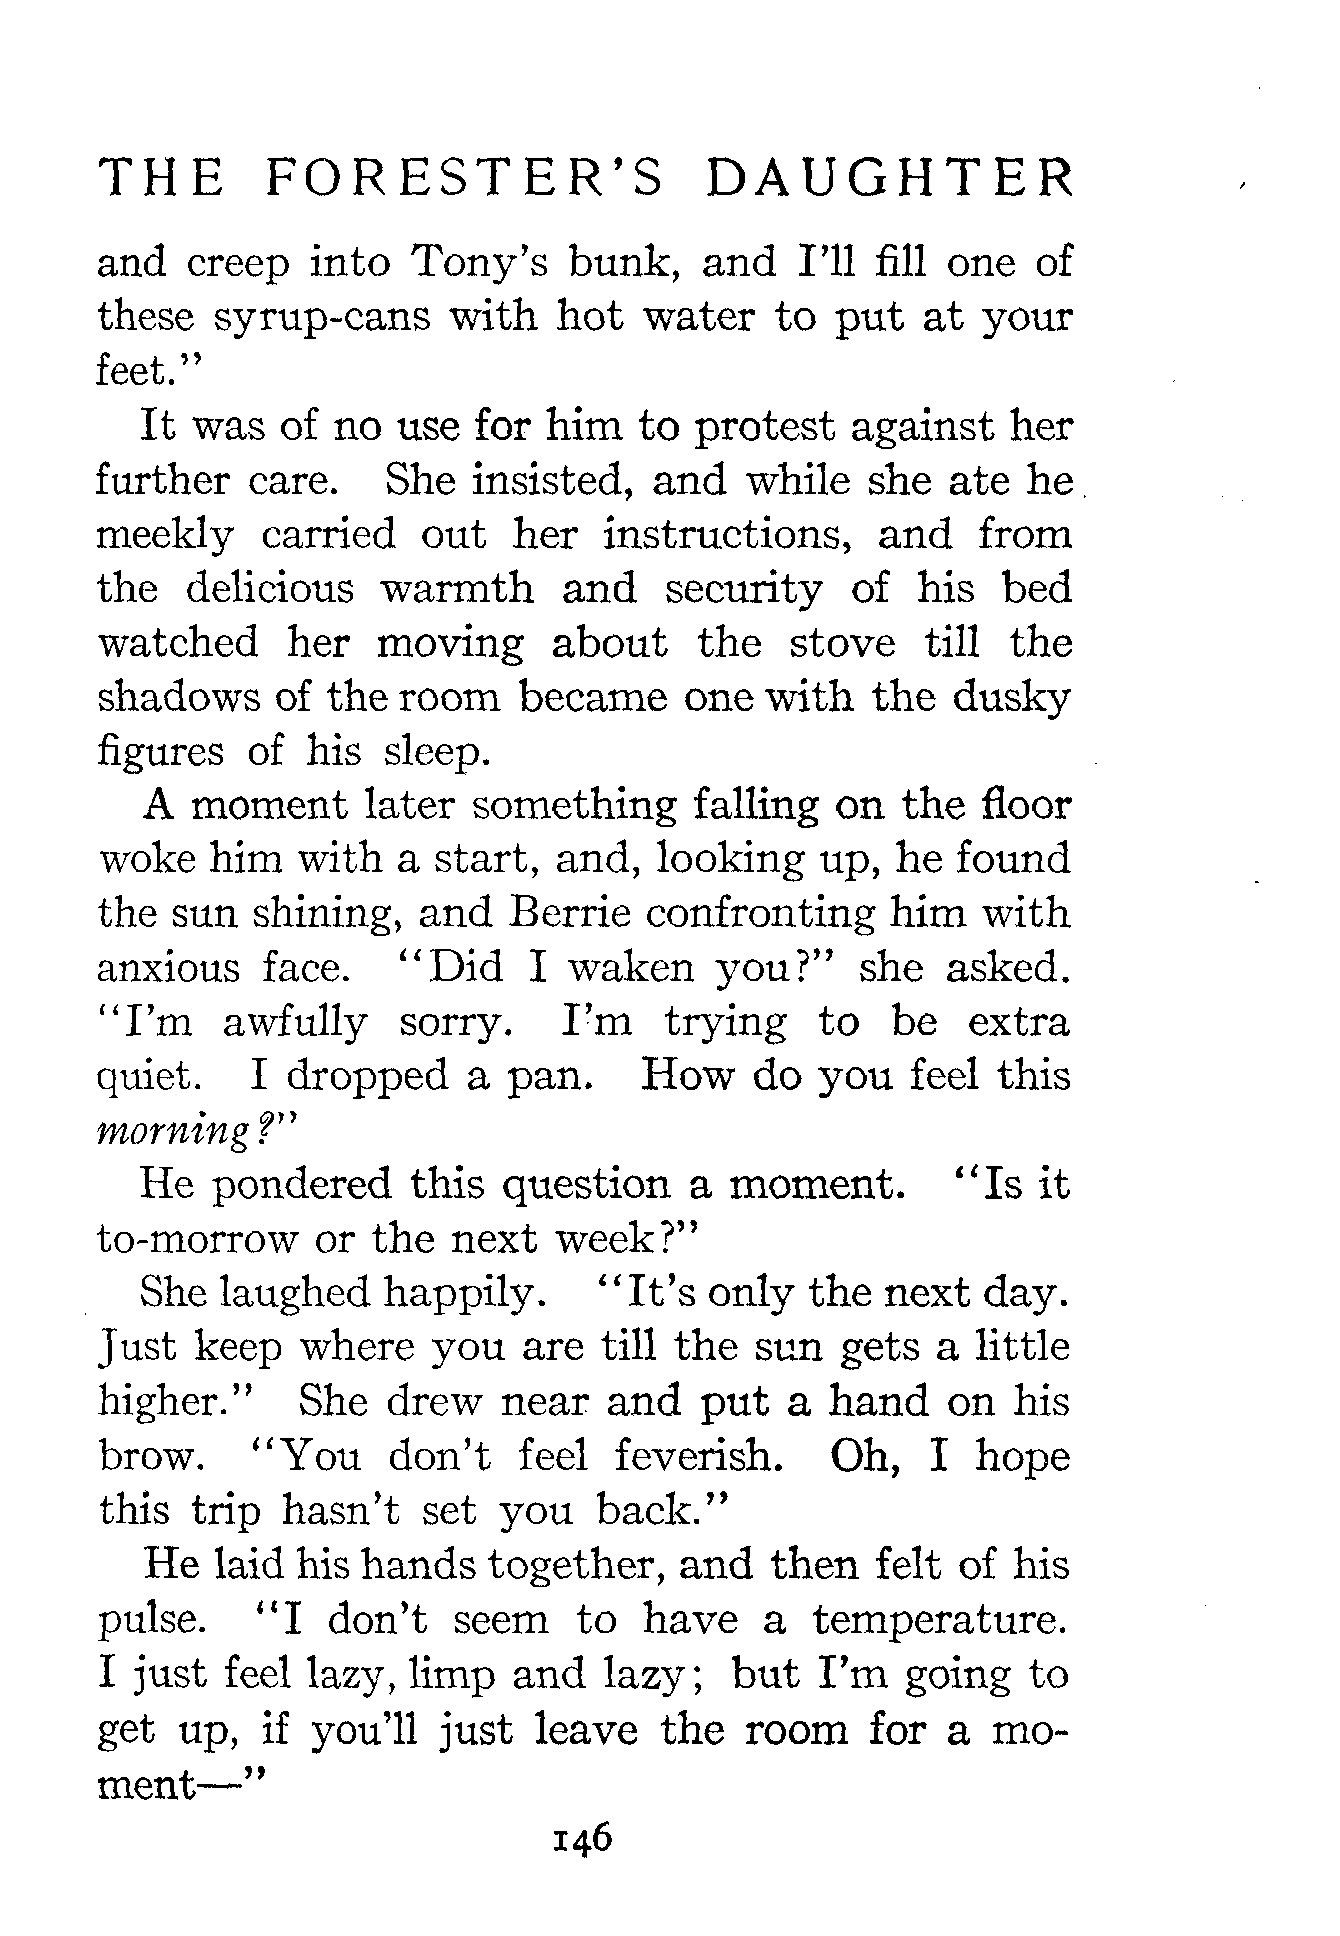 THE FORESTER'S DAUGHTER
and creep into Tony's bunk, and I'll fill one of
these syrup-cans with hot water to put at your
feet."
It was of no use for him to protest against her
further care. She insisted, and while she ate he
meekly carried out her instructions, and from
the delicious warmth and security of his bed
watched her moving about the stove till the
shadows of the room became one with the dusky
figures of his sleep.
A moment later something falling on the floor
woke him with a start, and, looking up, he found
the sun shining, and Berrie confronting him with
anxious face. "Did I waken you?" she asked.
"I'm awfully sorry. I'm trying to be extra
quiet. I dropped a pan. How do you feel this
morning?"
He pondered this question a moment. "Is it
to-morrow or the next week?"
She laughed happily. "It's only the next day.
Just keep where you are till the sun gets a little
higher." She drew near and put a hand on his
brow. "You don't feel feverish. Oh, I hope
this trip hasn't set you back."
He laid his hands together, and then felt of his
pulse. "I don't seem to have a temperature.
I just feel lazy, limp and lazy; but I'm going to
get up, if you'll just leave the room for a mo-
ment—"
146